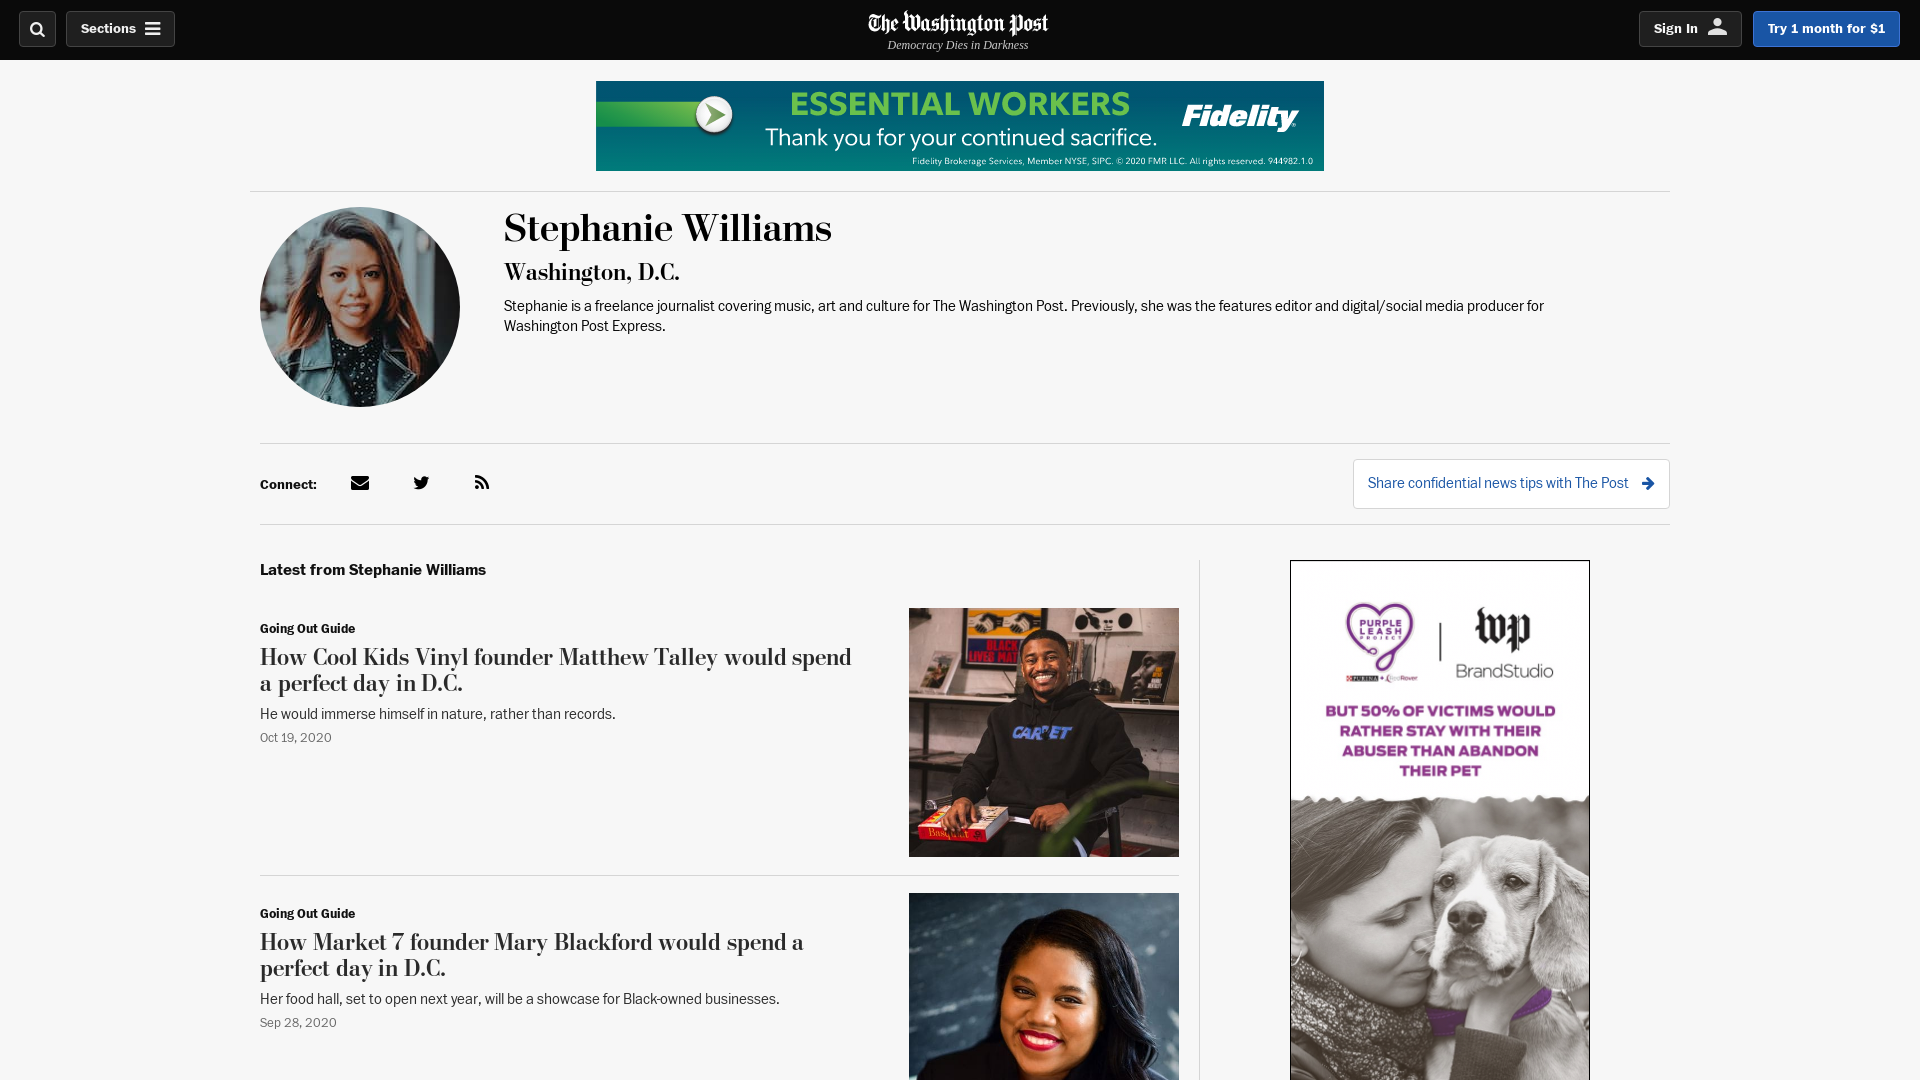 Sections
The Washington Post
Democracy Dies in Darkness
Sign In
Try 1 month for $1
ESSENTIAL WORKERS
Thank you for your continued sacrifice.
Fidelity
Fidelity Brokerage Services, Member NYSE, SIPC. © 2020 FMR LLC. All rights reserved. 944982.1.0
Stephanie Williams
Washington, D.C.
Stephanie is a freelance journalist covering music, art and culture for The Washington Post. Previously, she was the features editor and digital/social media producer for
Washington Post Express.
Connect:
Share confidential news tips with The Post
Latest from Stephanie Williams
Going Out Guide
How Cool Kids Vinyl founder Matthew Talley would spend
a perfect day in D.C.
He would immerse himself in nature, rather than records.
Oct 19, 2020
BLACK
LIVES MAT
CARPET
Basquiat
Going Out Guide
How Market 7 founder Mary Blackford would spend a
perfect day in D.C.
Her food hall, set to open next year, will be a showcase for Black-owned businesses.
Sep 28, 2020
PURPLE
LEASH
PROJECT
PURINA + RedRover
wp
BrandStudio
BUT 50% OF VICTIMS WOULD
RATHER STAY WITH THEIR
ABUSER THAN ABANDON
THEIR PET